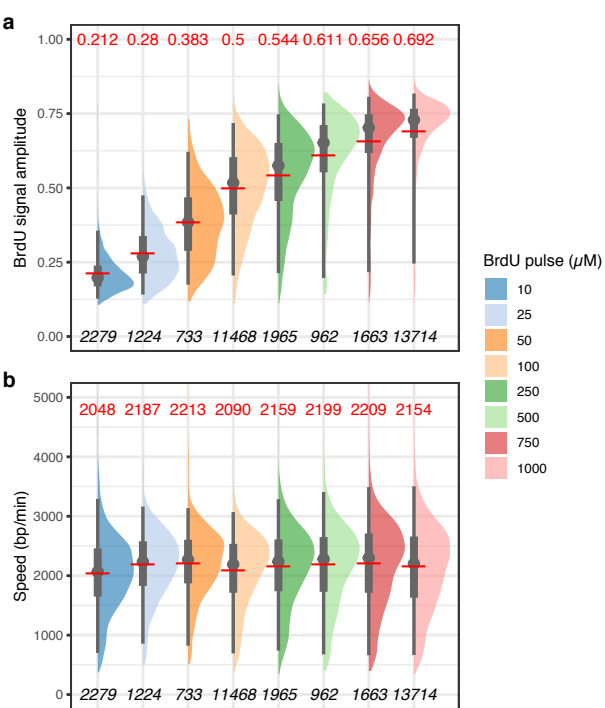 a
1.00 0.212 0.28 0.383 0.5 0.544 0.611 0.656 0.692
0.75
0.50
0.25
0.00
BrdU signal amplitude
2279 1224 733 11468 1965 962 1663 13714
BrdU pulse (µM)
10
25
50
100
250
500
750
1000
b
5000
2048 2187 2213 2090 2159 2199 2209 2154
4000
3000
2000
1000
0
Speed (bp/min)
2279 1224 733 11468 1965 962 1663 13714